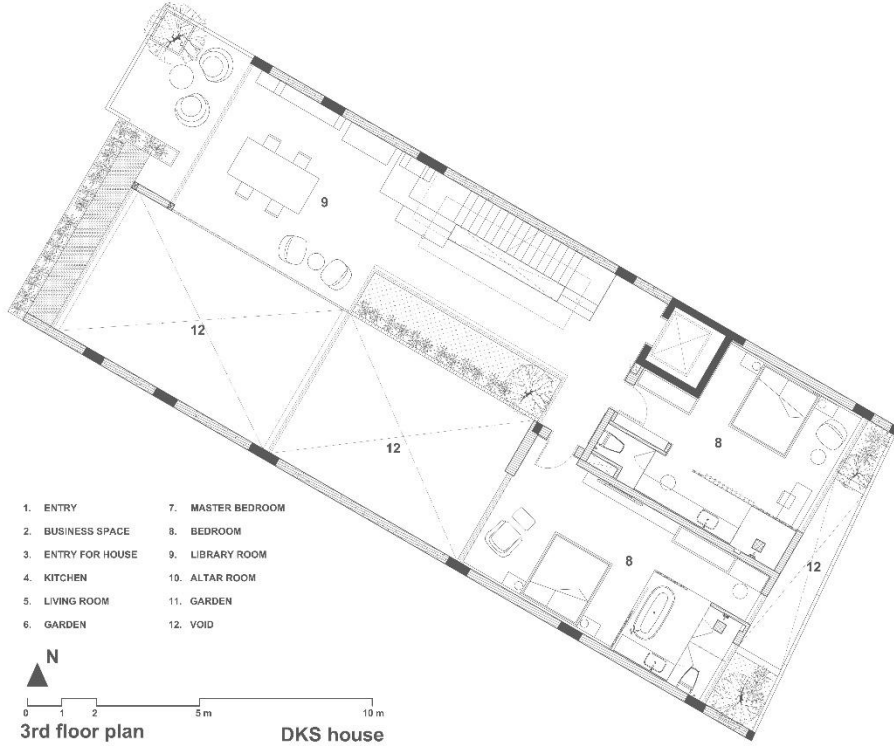 9
12
8
12
8
12
1. ENTRY
2. BUSINESS SPACE
3. ENTRY FOR HOUSE
4. KITCHEN
5. LIVING ROOM
6. GARDEN
7. MASTER BEDROOM
8. BEDROOM
9. LIBRARY ROOM
10. ALTAR ROOM
11. GARDEN
12. VOID
N
0 1 2 5 m 10 m
3rd floor plan DKS house